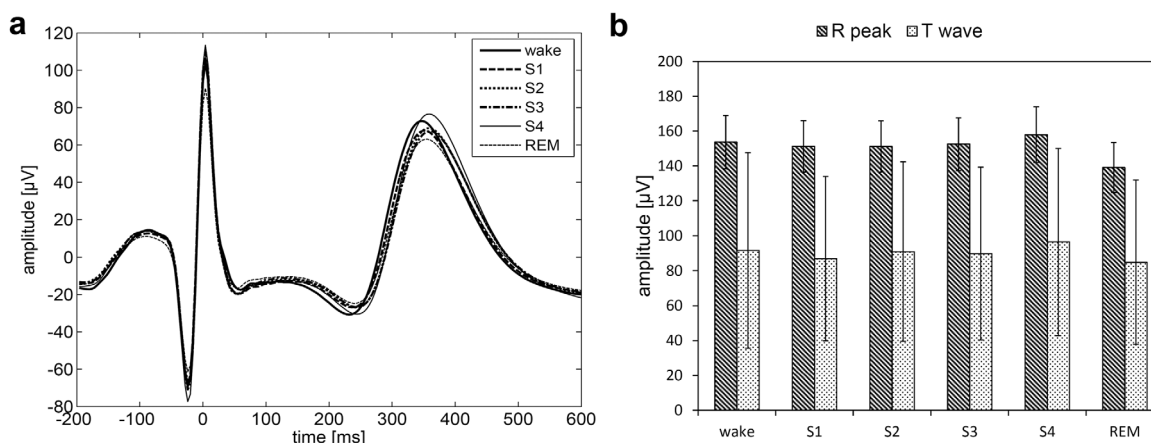 a
120
100
80
60
40
20
0
-20
-40
-60
-80
-200 -100 0 100 200 300 400 500 600
amplitude [µV]
time [ms]
wake
S1
S2
S3
S4
REM
b
R peak T wave
200
180
160
140
120
100
80
60
40
20
0
amplitude [µV]
wake S1 S2 S3 S4 REM